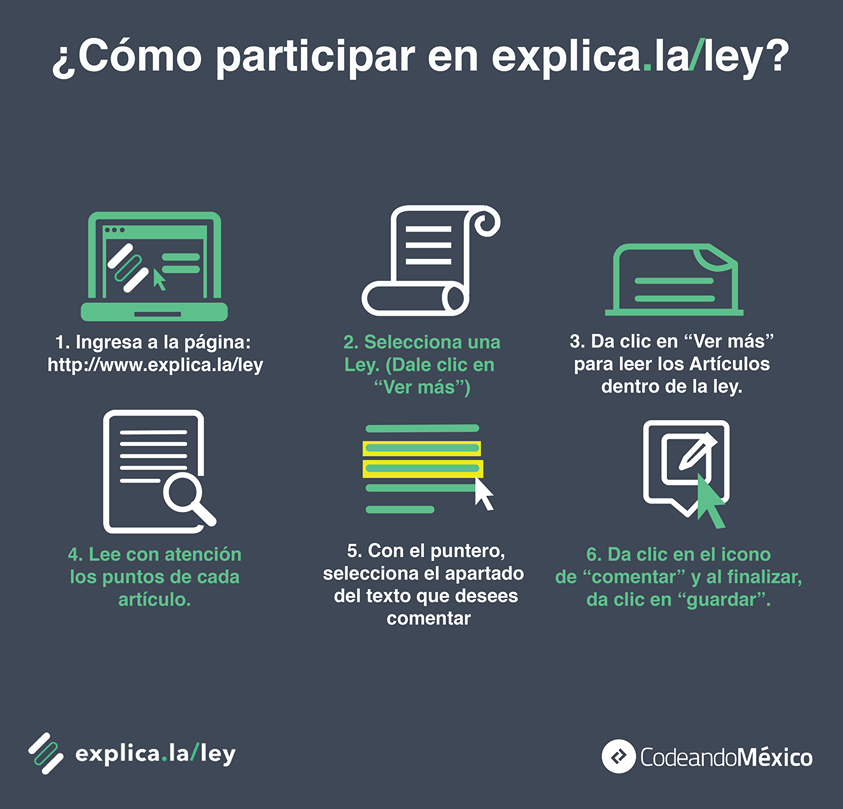 ¿Cómo participar en explica.la/ley?
1. Ingresa a la página:
http://www.explica.la/ley
2. Selecciona una
Ley. (Dale clic en
“Ver más”)
3. Da clic en “Ver más”
para leer los Artículos
dentro de la ley.
4. Lee con atención
los puntos de cada
artículo.
5. Con el puntero,
selecciona el apartado
del texto que desees
comentar
6. Da clic en el icono
de “comentar” y al finalizar,
da clic en “guardar”.
explica.la/ley
CodeandoMéxico